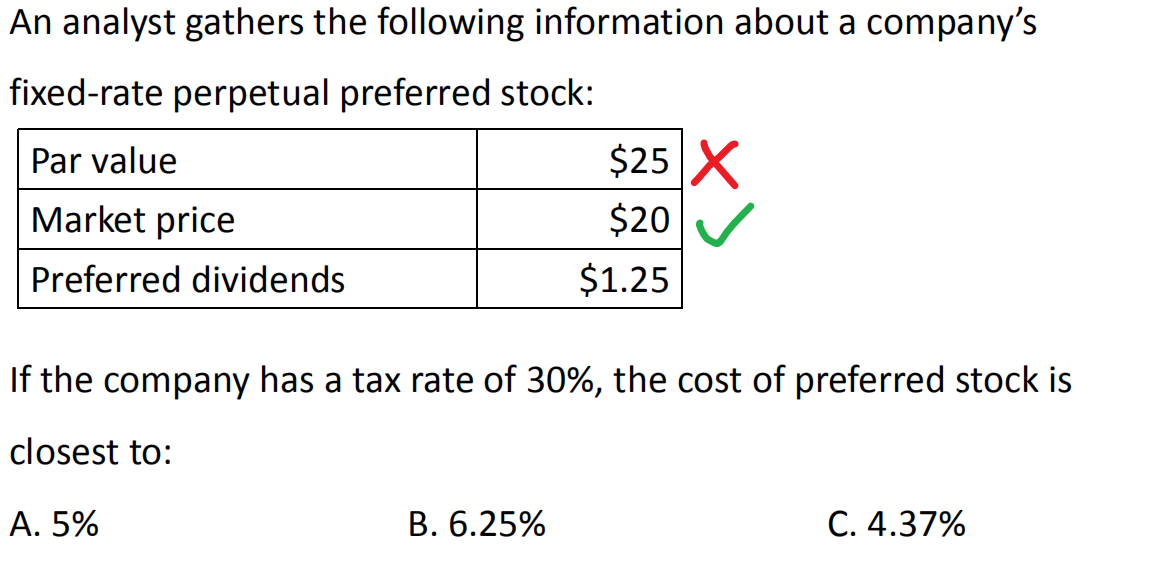 An analyst gathers the following information about a company’s
fixed-rate perpetual preferred stock:
Par value $25
Market price $20
Preferred dividends $1.25
If the company has a tax rate of 30%, the cost of preferred stock is
closest to:
A. 5% B. 6.25% C. 4.37%